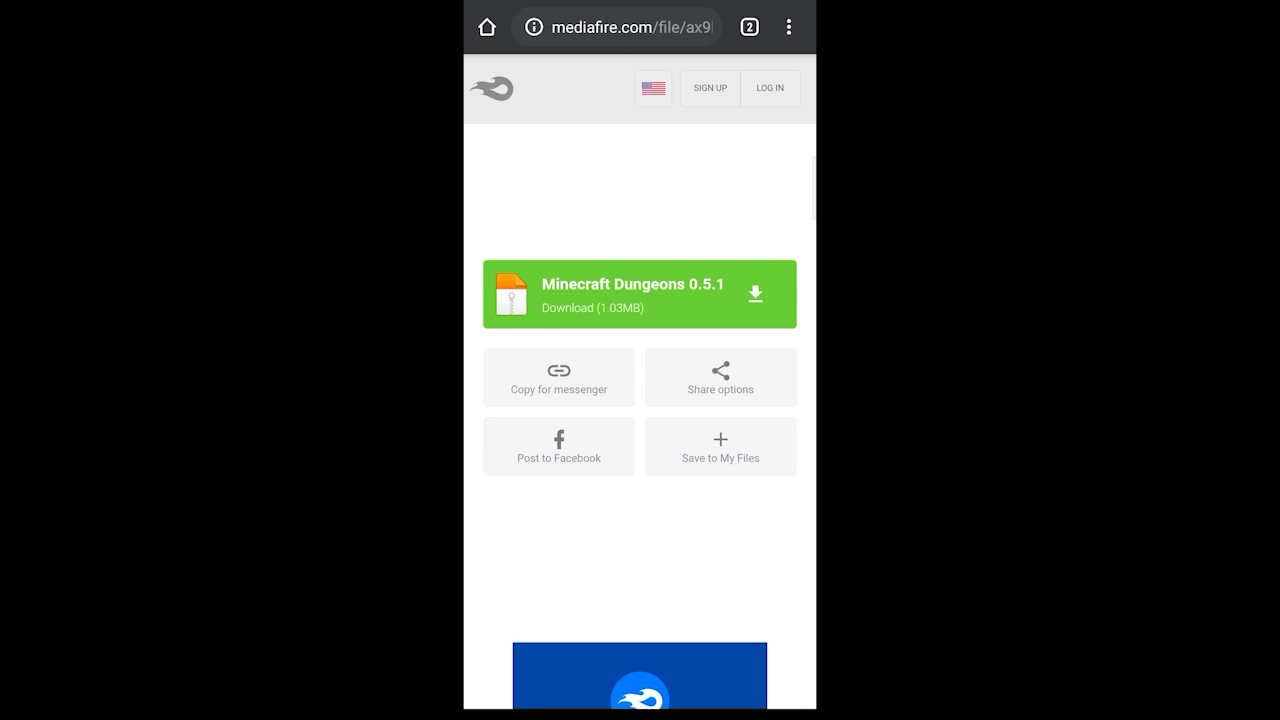 mediafire.com/file/ax9
2
SIGN UP
LOG IN
Minecraft Dungeons 0.5.1
Download (1.03MB)
Copy for messenger
Share options
Post to Facebook
Save to My Files